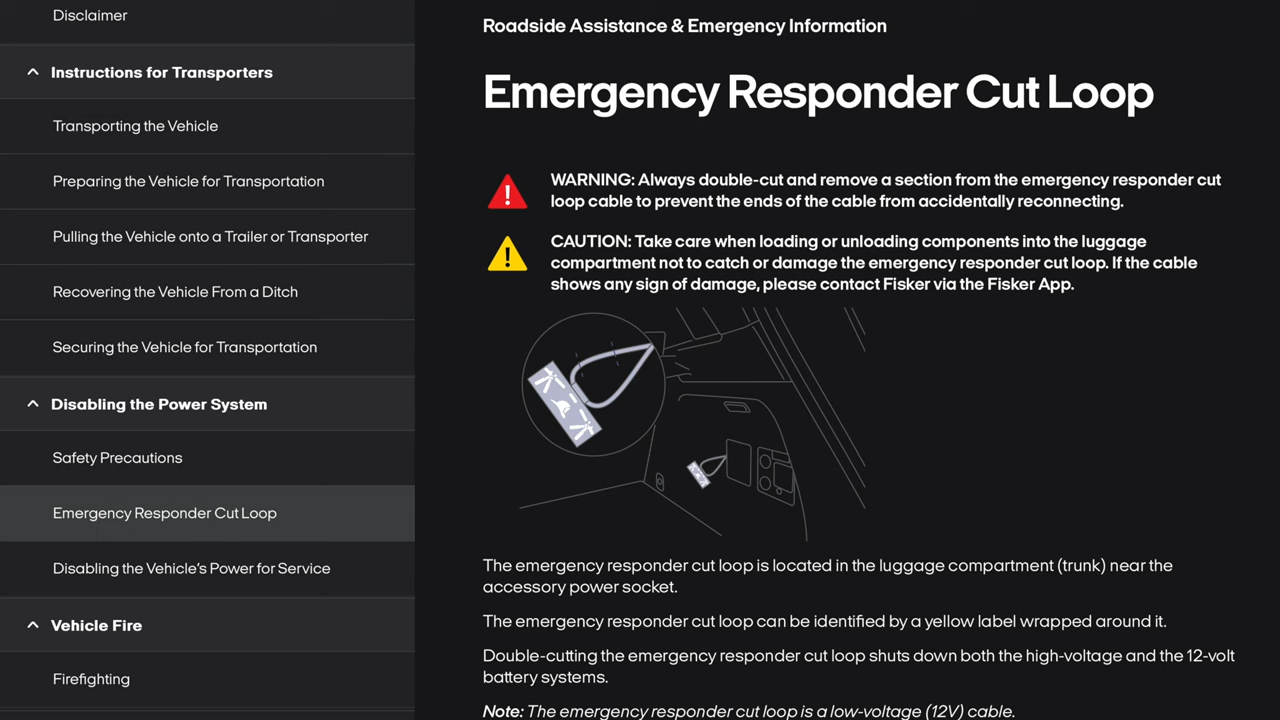 Disclaimer
Instructions for Transporters
Transporting the Vehicle
Preparing the Vehicle for Transportation
Pulling the Vehicle onto a Trailer or Transporter
Recovering the Vehicle From a Ditch
Securing the Vehicle for Transportation
Disabling the Power System
Safety Precautions
Emergency Responder Cut Loop
Disabling the Vehicle's Power for Service
Vehicle Fire
Firefighting
Roadside Assistance & Emergency Information
Emergency Responder Cut Loop
WARNING: Always double-cut and remove a section from the emergency responder cut
loop cable to prevent the ends of the cable from accidentally reconnecting.
CAUTION: Take care when loading or unloading components into the luggage
compartment not to catch or damage the emergency responder cut loop. If the cable
shows any sign of damage, please contact Fisker via the Fisker App.
The emergency responder cut loop is located in the luggage compartment (trunk) near the
accessory power socket.
The emergency responder cut loop can be identified by a yellow label wrapped around it.
Double-cutting the emergency responder cut loop shuts down both the high-voltage and the 12-volt
battery systems.
Note: The emergency responder cut loop is a low-voltage (12V) cable.